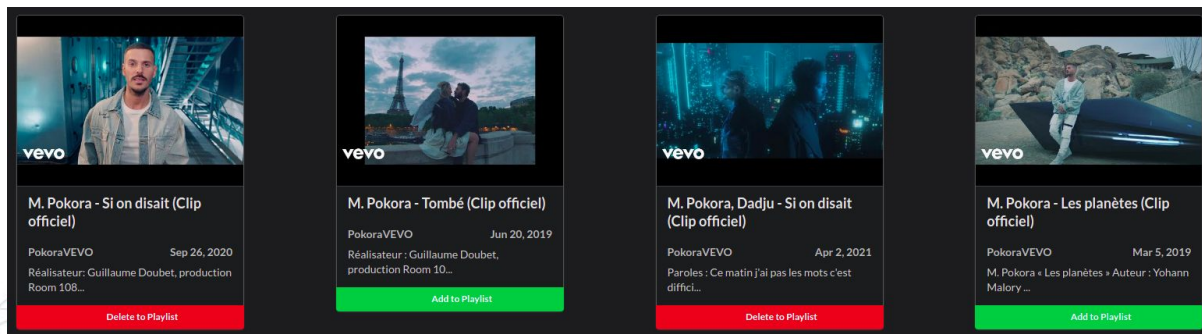 vevo
M. Pokora - Si on disait (Clip
officiel)
PokoraVEVO Sep 26, 2020
Réalisateur: Guillaume Doubet, production
Room 108...
Delete to Playlist
vevo
M. Pokora - Tombé (Clip officiel)
PokoraVEVO Jun 20, 2019
Réalisateur : Guillaume Doubet,
production Room 10...
Add to Playlist
vevo
M. Pokora, Dadju - Si on disait
(Clip officiel)
PokoraVEVO Apr 2, 2021
Paroles : Ce matin j'ai pas les mots c'est
diffici...
Delete to Playlist
vevo
M. Pokora - Les planètes (Clip
officiel)
PokoraVEVO Mar 5, 2019
M. Pokora « Les planètes » Auteur : Yohann
Malory ...
Add to Playlist